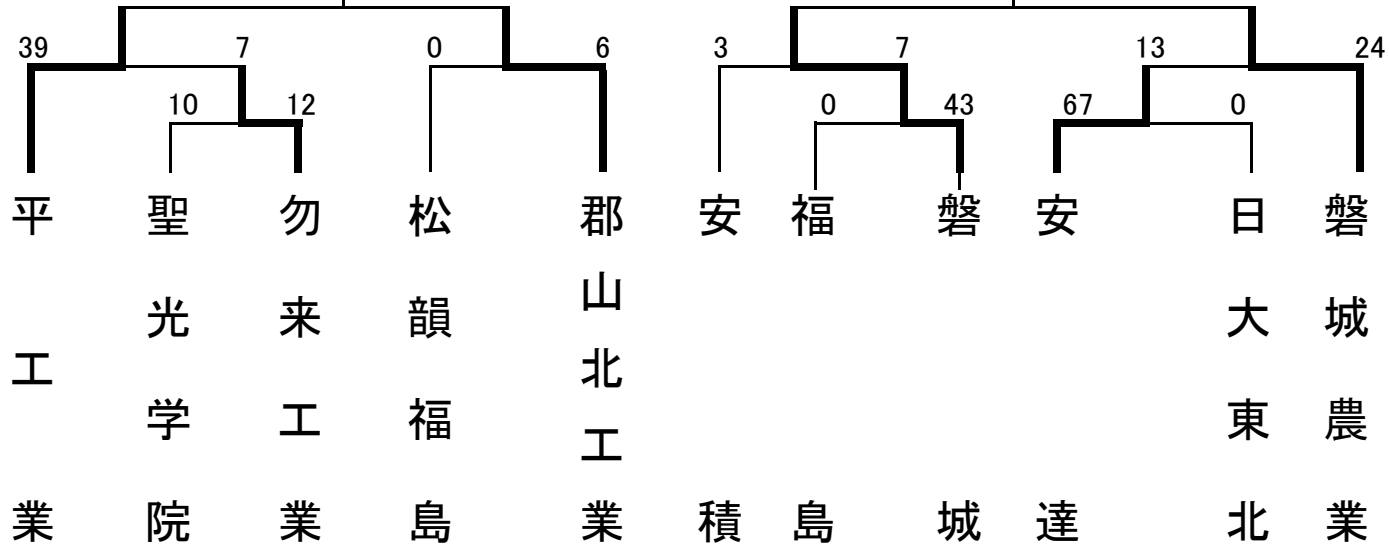 39 7 0 6 3 7 13 24
10 12 0 43 67 0
平工業
聖光学院
勿来工業
松韻福島
郡山北工業
安積
福島
磐城
安達
日大東北
磐城農業